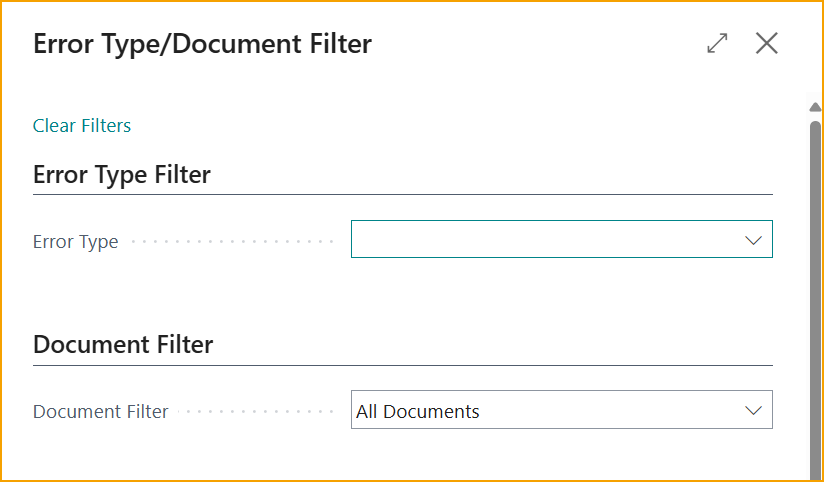 Error Type/Document Filter
Clear Filters
Error Type Filter
Error Type
Document Filter
Document Filter All Documents